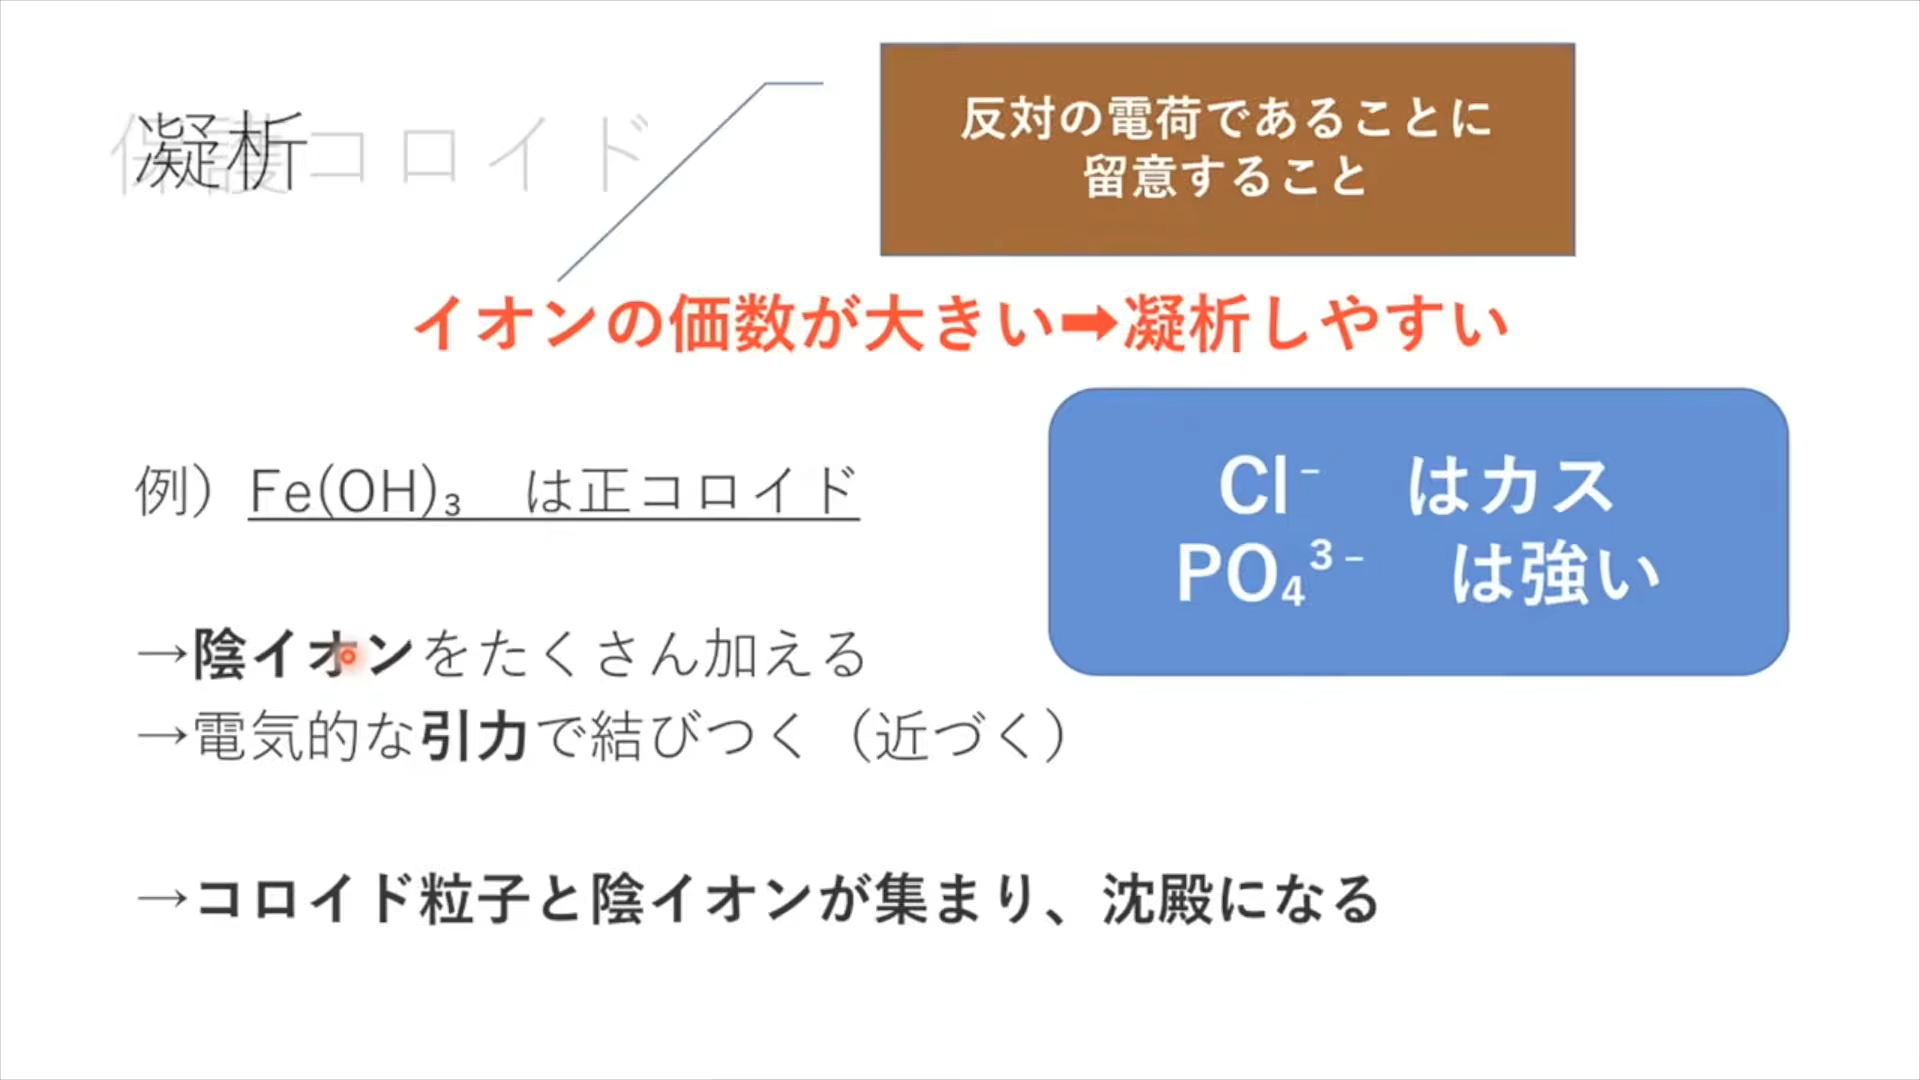 凝析
保護コロイド
反対の電荷であることに
留意すること
イオンの価数が大きい➡凝析しやすい
例）Fe(OH)₃　は正コロイド
Cl⁻　はカス
PO₄³⁻　は強い
→陰イオンをたくさん加える
→電気的な引力で結びつく（近づく）
→コロイド粒子と陰イオンが集まり、沈殿になる